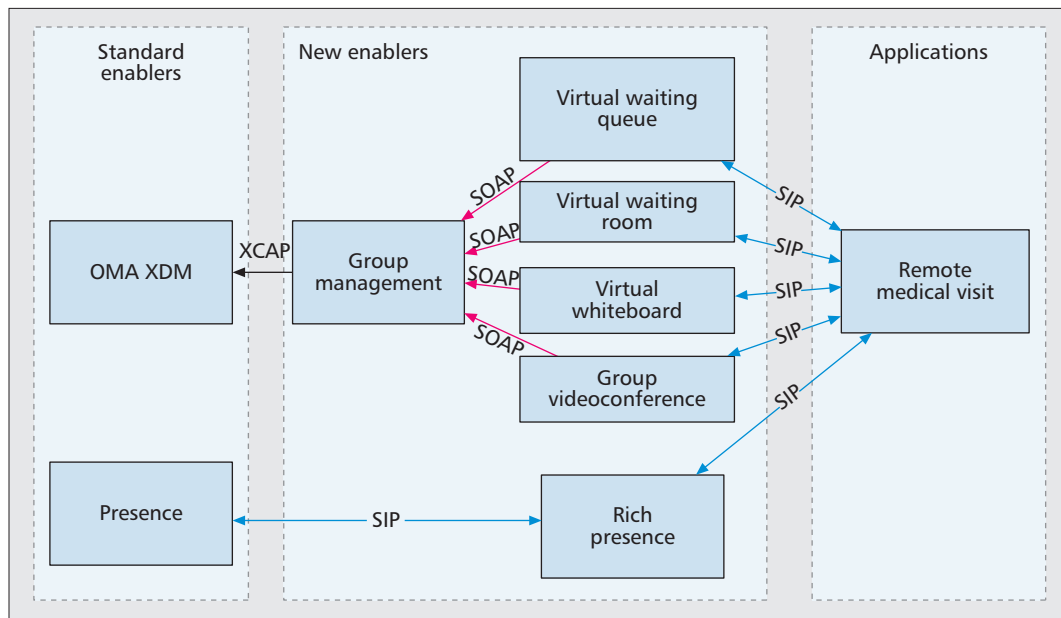 Standard
enablers
New enablers
Applications
Virtual waiting
queue
SOAP
SIP
Virtual waiting
room
SOAP
SIP
XCAP
OMA XDM
Group
management
SOAP
Virtual
whiteboard
SIP
Remote
medical visit
SOAP
Group
videoconference
SIP
SIP
Presence
SIP
Rich
presence